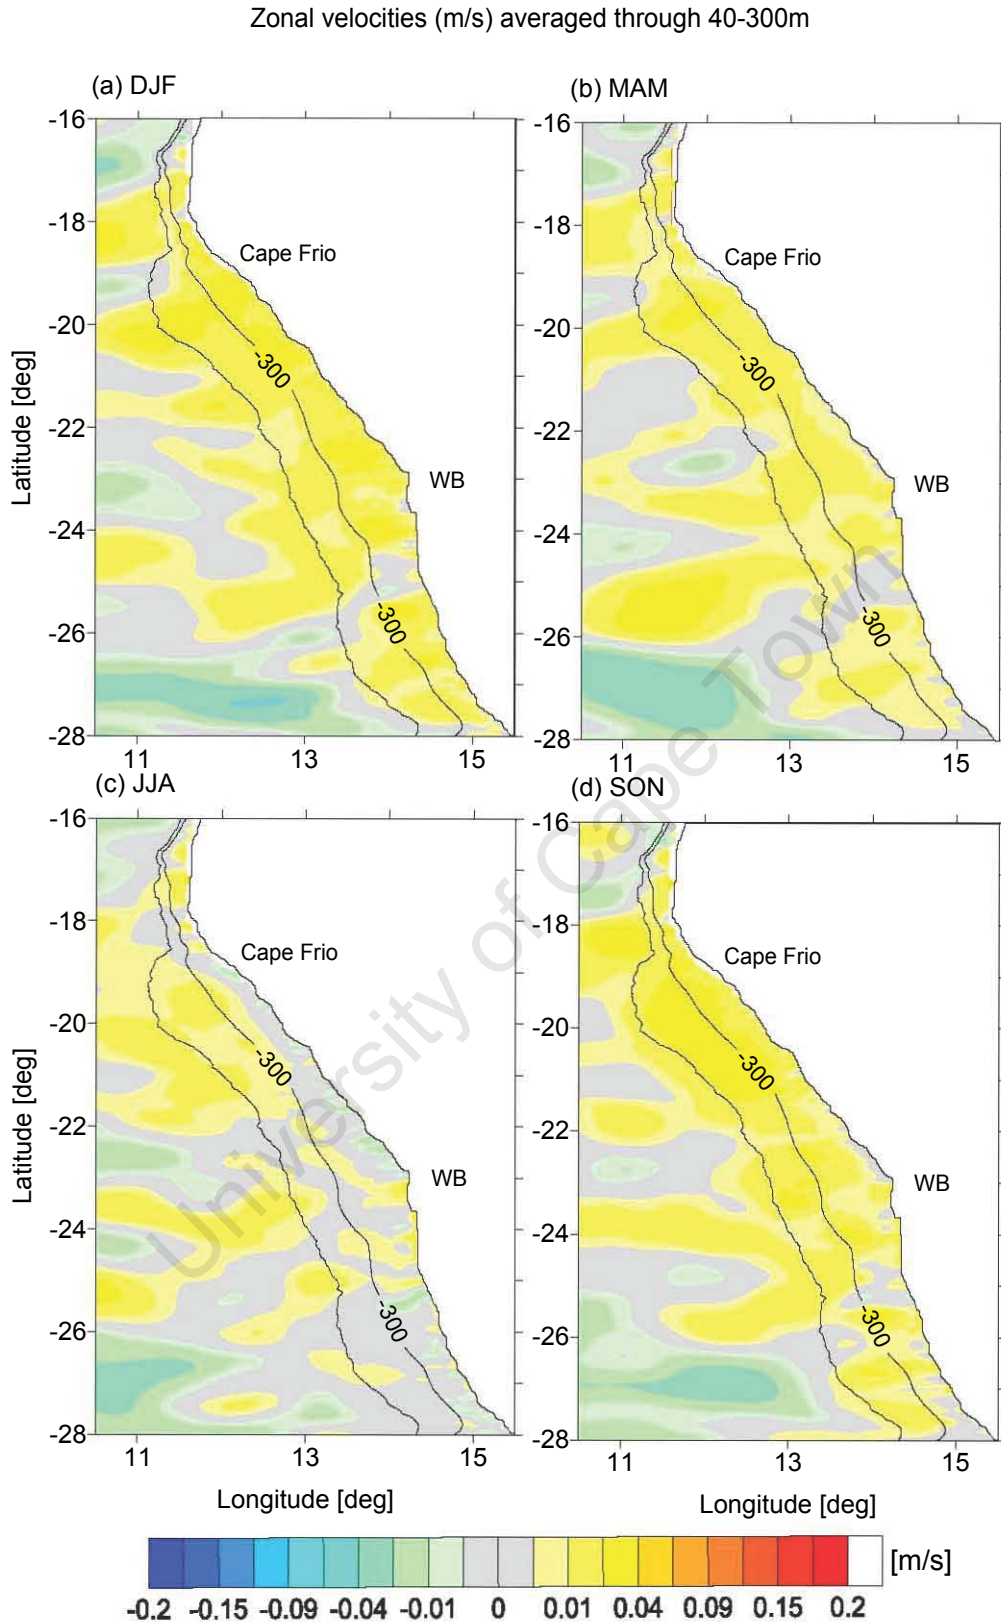 Zonal velocities (m/s) averaged through 40-300m
(a) DJF
(b) MAM
-16
-18
-20
-22
-24
-26
-28
Latitude [deg]
Cape Frio
-300
WB
-300
11
13
15
-16
-18
-20
-22
-24
-26
-28
Cape Frio
-300
WB
-300
11
13
15
(c) JJA
(d) SON
-16
-18
-20
-22
-24
-26
-28
Latitude [deg]
Cape Frio
-300
WB
-300
11
13
15
Longitude [deg]
-16
-18
-20
-22
-24
-26
-28
Cape Frio
-300
WB
-300
11
13
15
Longitude [deg]
University of Cape Town
[m/s]
-0.2 -0.15 -0.09 -0.04 -0.01 0 0.01 0.04 0.09 0.15 0.2